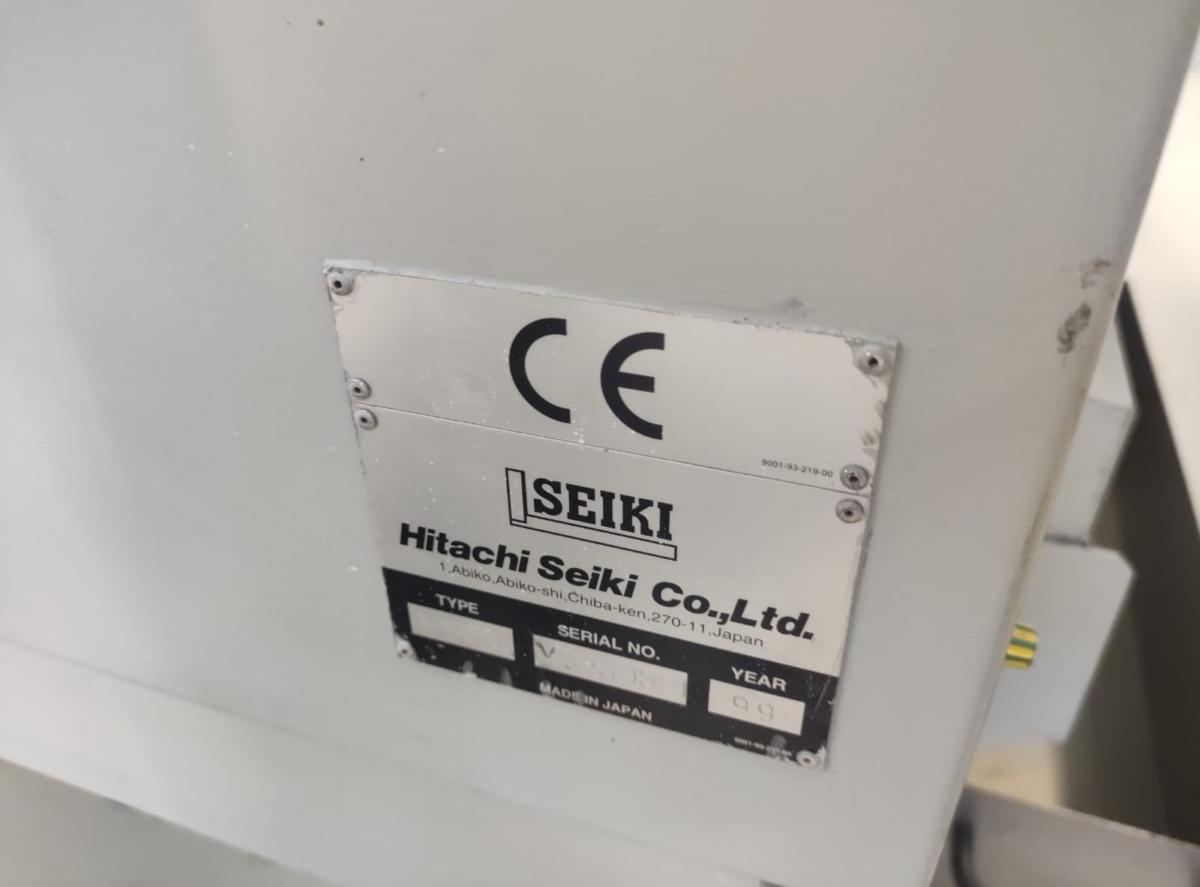 CE
9001-93-219-00
SEIKI
Hitachi Seiki Co.,Ltd.
1,Abiko,Abiko-shi,Chiba-ken,270-11,Japan
TYPE
SERIAL NO.
YEAR
99
MADE IN JAPAN